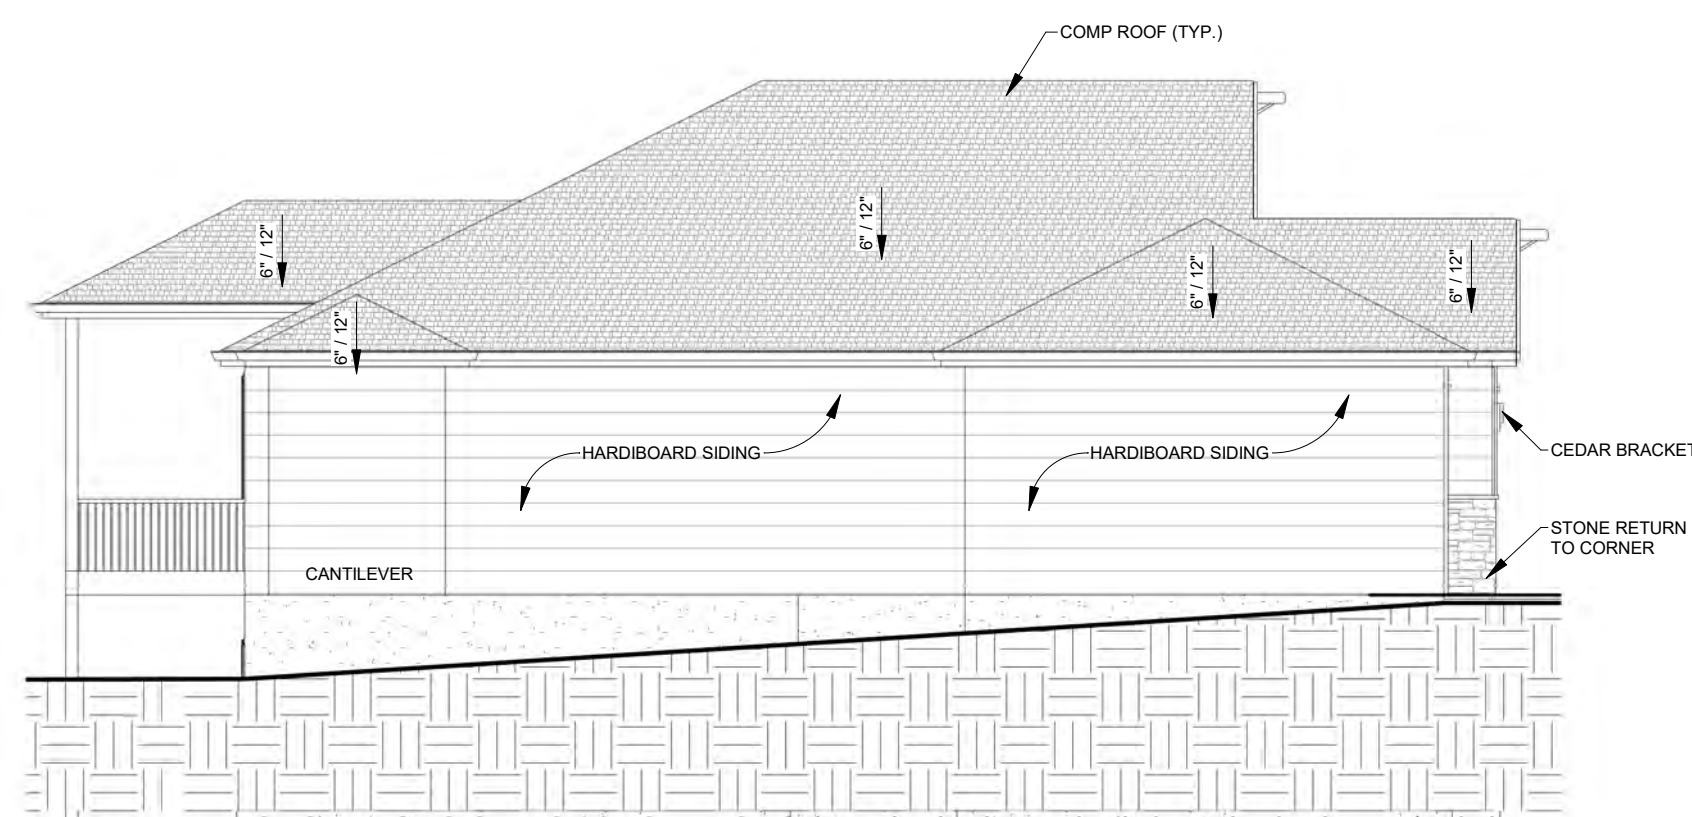 COMP ROOF (TYP.)
6" / 12"
6" / 12"
6" / 12"
6" / 12"
6" / 12"
HARDIBOARD SIDING
HARDIBOARD SIDING
CEDAR BRACKET
STONE RETURN
TO CORNER
CANTILEVER